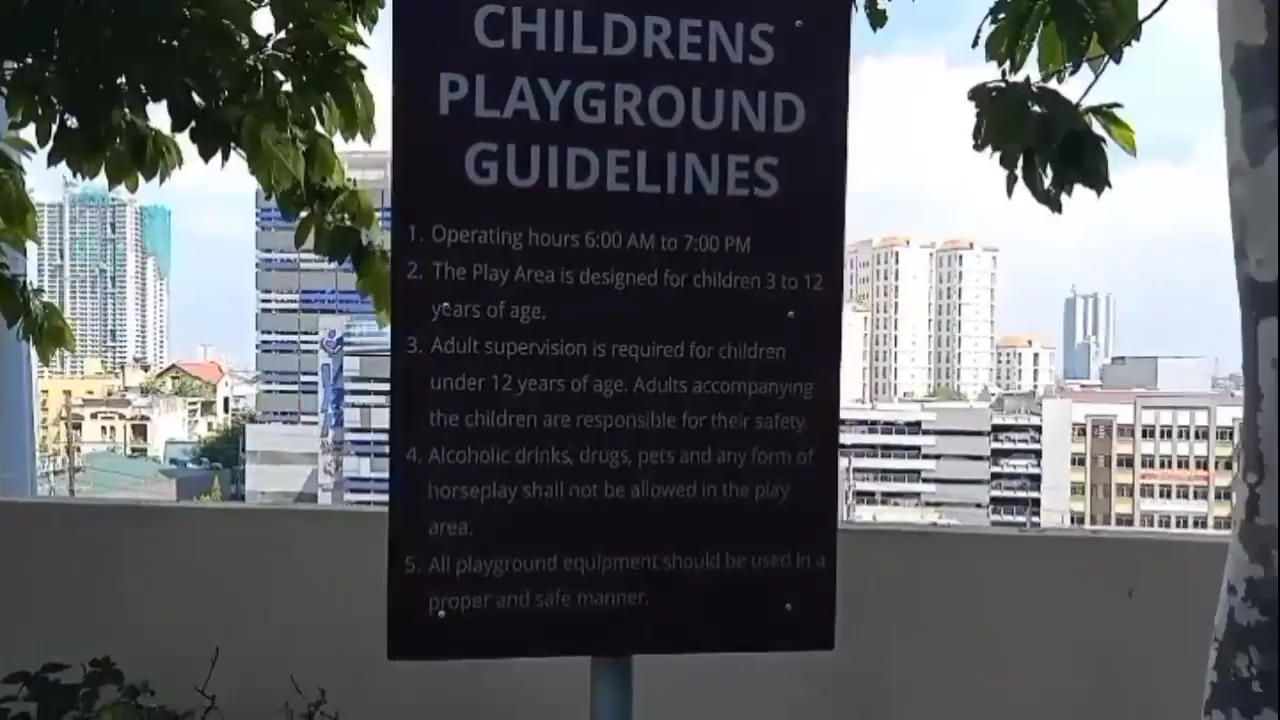 CHILDRENS
PLAYGROUND
GUIDELINES
1. Operating hours 6:00 AM to 7:00 PM
2. The Play Area is designed for children 3 to 12
years of age.
3. Adult supervision is required for children
under 12 years of age. Adults accompanying
the children are responsible for their safety.
4. Alcoholic drinks, drugs, pets and any form of
horseplay shall not be allowed in the play
area.
5. All playground equipment should be used in a
proper and safe manner.